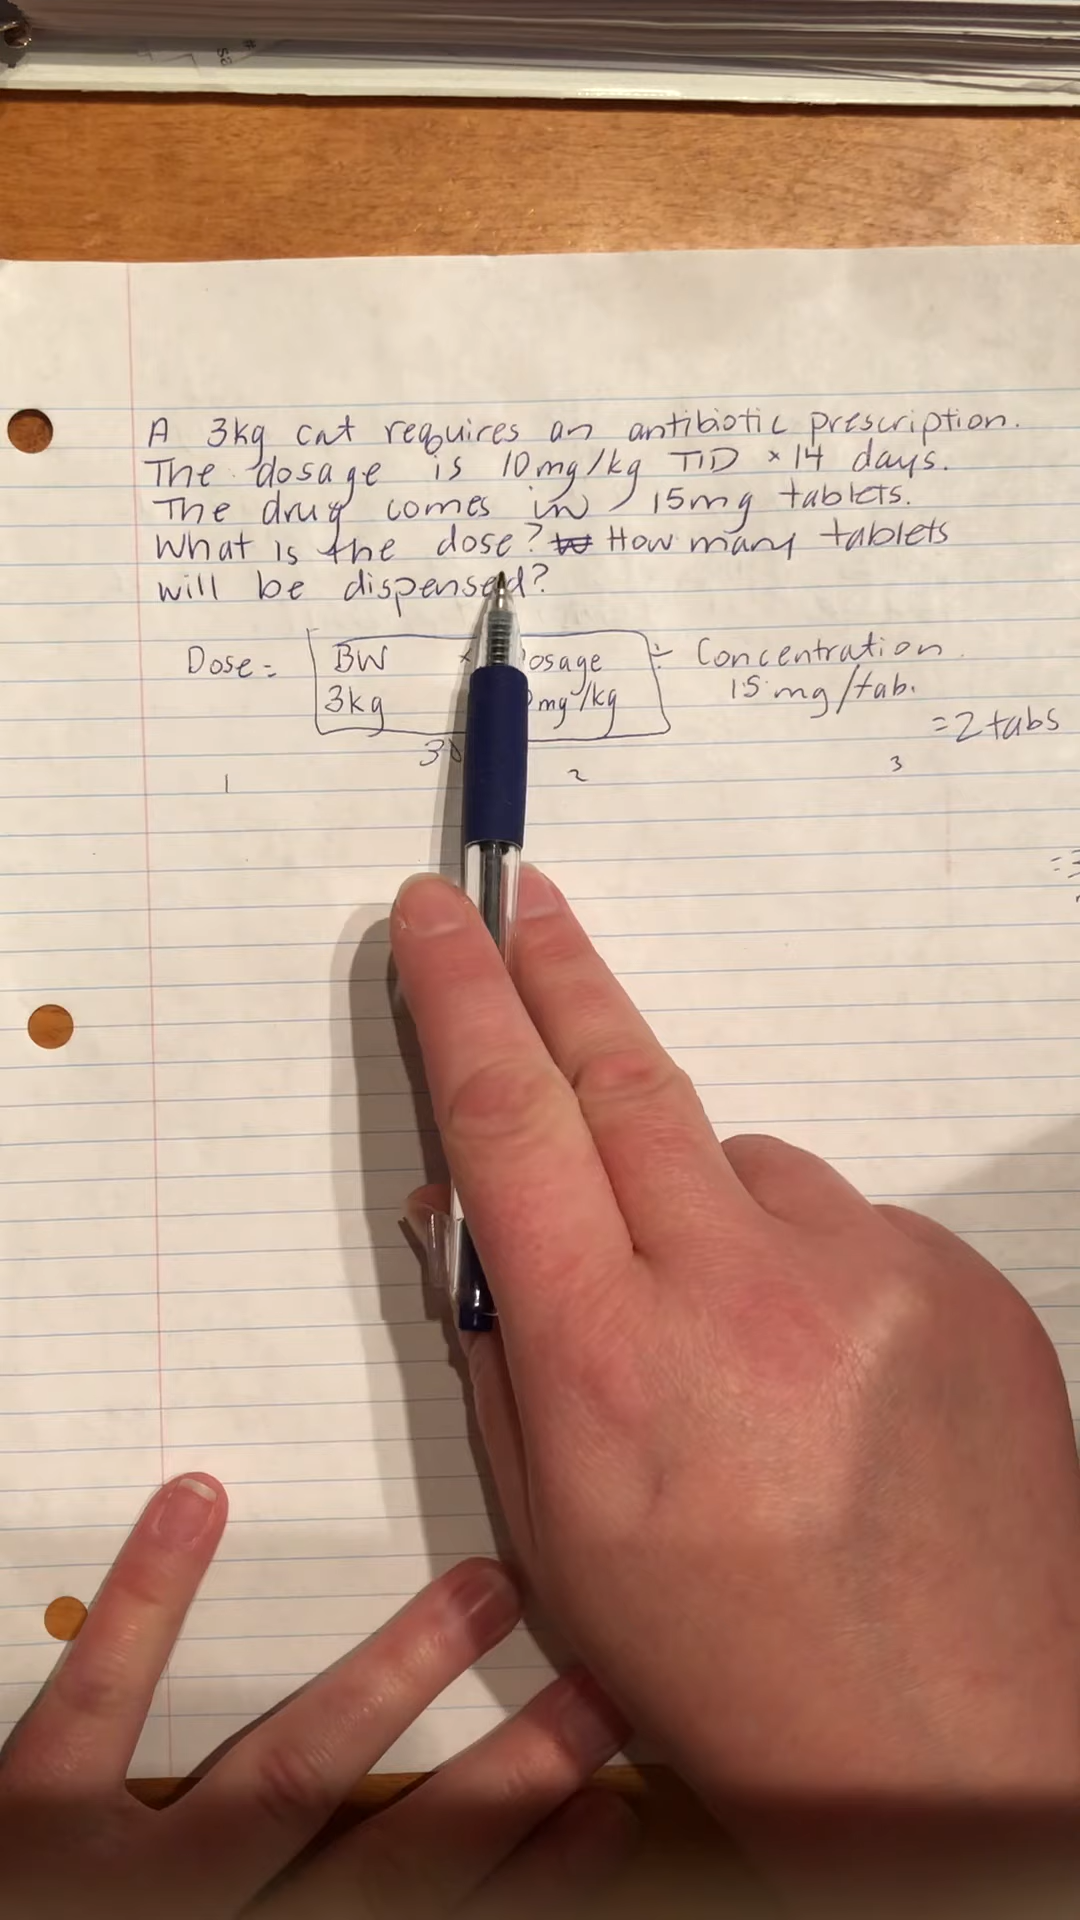 A 3kg cat requires an antibiotic prescription.
The dosage is 10mg/kg TID × 14 days.
The drug comes in 15mg tablets.
What is the dose? How many tablets
will be dispensed?
Dose = BW × osage ÷ Concentration
3kg mg/kg 15mg/tab.
= 2 tabs
30
1 2 3